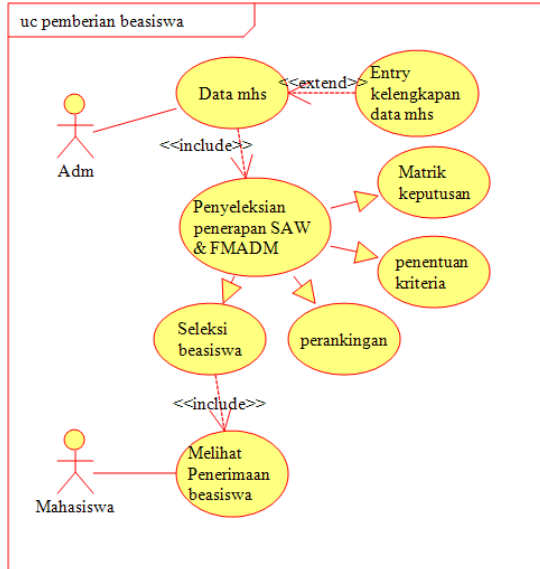 uc pemberian beasiswa
Data mhs
<<extend>>
Entry
kelengkapan
data mhs
Adm
<<include>>
Matrik
keputusan
Penyeleksian
penerapan SAW
& FMADM
penentuan
kriteria
Seleksi
beasiswa
perankingan
<<include>>
Melihat
Penerimaan
beasiswa
Mahasiswa